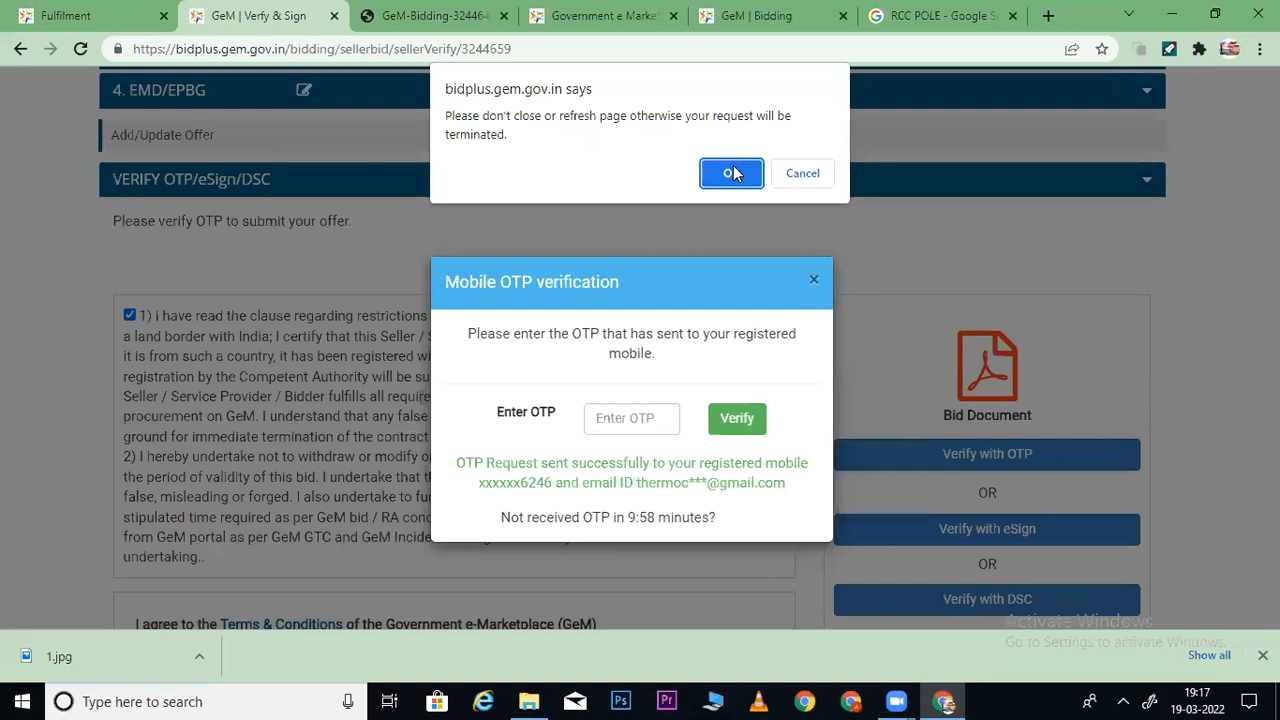 Fulfilment
GeM | Verify & Sign
GeM-Bidding-324464
Government e Marke
GeM | Bidding
RCC POLE - Google S
https://bidplus.gem.gov.in/bidding/sellerbid/sellerVerify/3244659
4. EMD/EPBG
Add/Update Offer
VERIFY OTP/eSign/DSC
Please verify OTP to submit your offer.
bidplus.gem.gov.in says
Please don't close or refresh page otherwise your request will be
terminated.
Cancel
Mobile OTP verification
×
Please enter the OTP that has sent to your registered
mobile.
Enter OTP
Enter OTP
Verify
OTP Request sent successfully to your registered mobile
xxxxxx6246 and email ID thermoc***@gmail.com
Not received OTP in 9:58 minutes?
1) I have read the clause regarding restrictions
a land border with India; I certify that this Seller /
it is from such a country, it has been registered
registration by the Competent Authority will be
Seller / Service Provider / Bidder fulfills all
procurement on GeM. I understand that any false
ground for immediate termination of the contract
2) I hereby undertake not to withdraw or modify
the period of validity of this bid. I undertake that
false, misleading or forged. I also undertake to
stipulated time required as per GeM bid / RA
from GeM portal as per GeM GTC and GeM
undertaking..
I agree to the Terms & Conditions of the Government e-Marketplace (GeM)
Bid Document
Verify with OTP
OR
Verify with eSign
OR
Verify with DSC
Activate Windows
Go to Settings to activate Windows.
1.jpg
Show all
Type here to search
Ps
Pr
19:17
19-03-2022